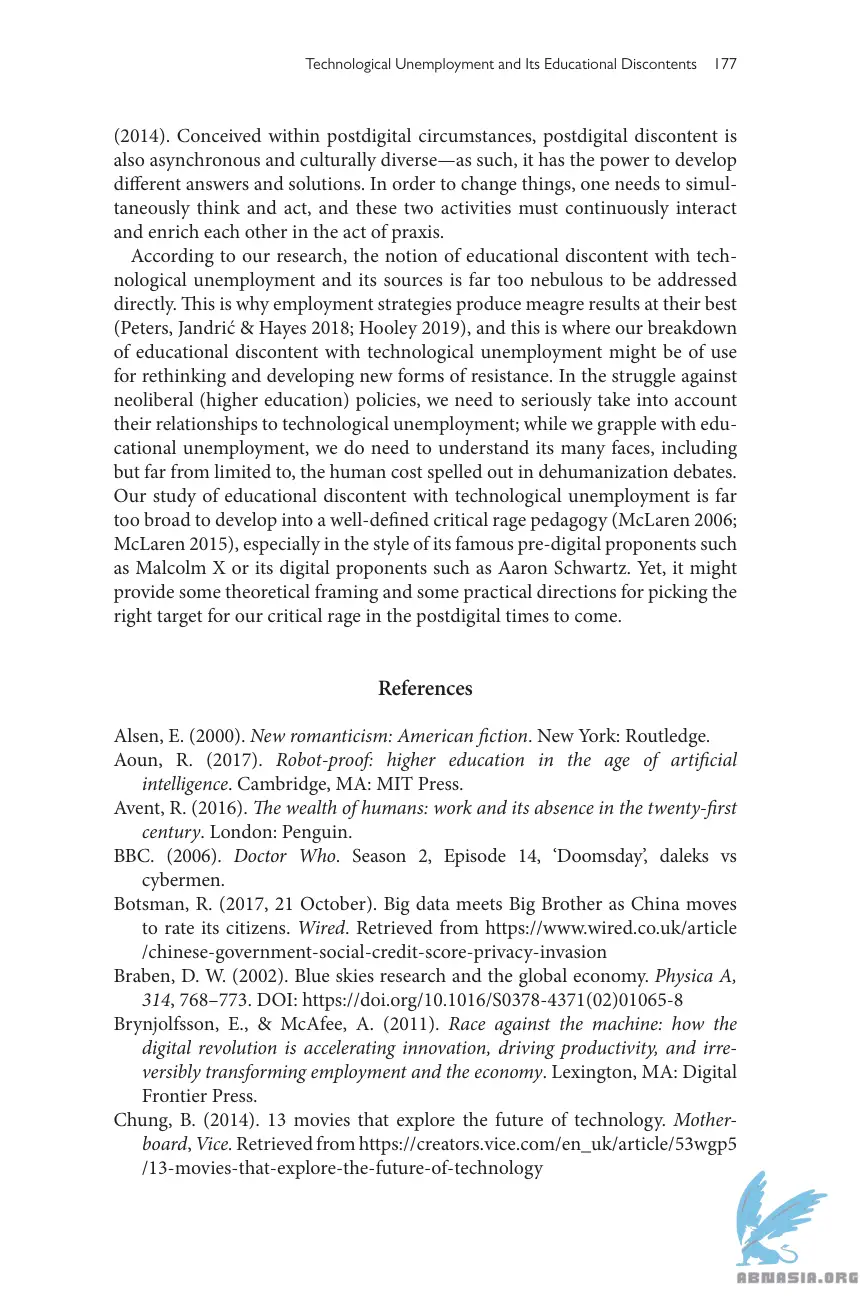 Technological Unemployment and Its Educational Discontents 177
(2014). Conceived within postdigital circumstances, postdigital discontent is
also asynchronous and culturally diverse—as such, it has the power to develop
different answers and solutions. In order to change things, one needs to simul-
taneously think and act, and these two activities must continuously interact
and enrich each other in the act of praxis.
According to our research, the notion of educational discontent with tech-
nological unemployment and its sources is far too nebulous to be addressed
directly. This is why employment strategies produce meagre results at their best
(Peters, Jandrić & Hayes 2018; Hooley 2019), and this is where our breakdown
of educational discontent with technological unemployment might be of use
for rethinking and developing new forms of resistance. In the struggle against
neoliberal (higher education) policies, we need to seriously take into account
their relationships to technological unemployment; while we grapple with edu-
cational unemployment, we do need to understand its many faces, including
but far from limited to, the human cost spelled out in dehumanization debates.
Our study of educational discontent with technological unemployment is far
too broad to develop into a well-defined critical rage pedagogy (McLaren 2006;
McLaren 2015), especially in the style of its famous pre-digital proponents such
as Malcolm X or its digital proponents such as Aaron Schwartz. Yet, it might
provide some theoretical framing and some practical directions for picking the
right target for our critical rage in the postdigital times to come.
References
Alsen, E. (2000). New romanticism: American fiction. New York: Routledge.
Aoun, R. (2017). Robot-proof: higher education in the age of artificial
intelligence. Cambridge, MA: MIT Press.
Avent, R. (2016). The wealth of humans: work and its absence in the twenty-first
century. London: Penguin.
BBC. (2006). Doctor Who. Season 2, Episode 14, ‘Doomsday’, daleks vs
cybermen.
Botsman, R. (2017, 21 October). Big data meets Big Brother as China moves
to rate its citizens. Wired. Retrieved from https://www.wired.co.uk/article
/chinese-government-social-credit-score-privacy-invasion
Braben, D. W. (2002). Blue skies research and the global economy. Physica A,
314, 768–773. DOI: https://doi.org/10.1016/S0378-4371(02)01065-8
Brynjolfsson, E., & McAfee, A. (2011). Race against the machine: how the
digital revolution is accelerating innovation, driving productivity, and irre-
versibly transforming employment and the economy. Lexington, MA: Digital
Frontier Press.
Chung, B. (2014). 13 movies that explore the future of technology. Mother-
board, Vice. Retrieved from https://creators.vice.com/en_uk/article/53wgp5
/13-movies-that-explore-the-future-of-technology
ABNASIA.ORG